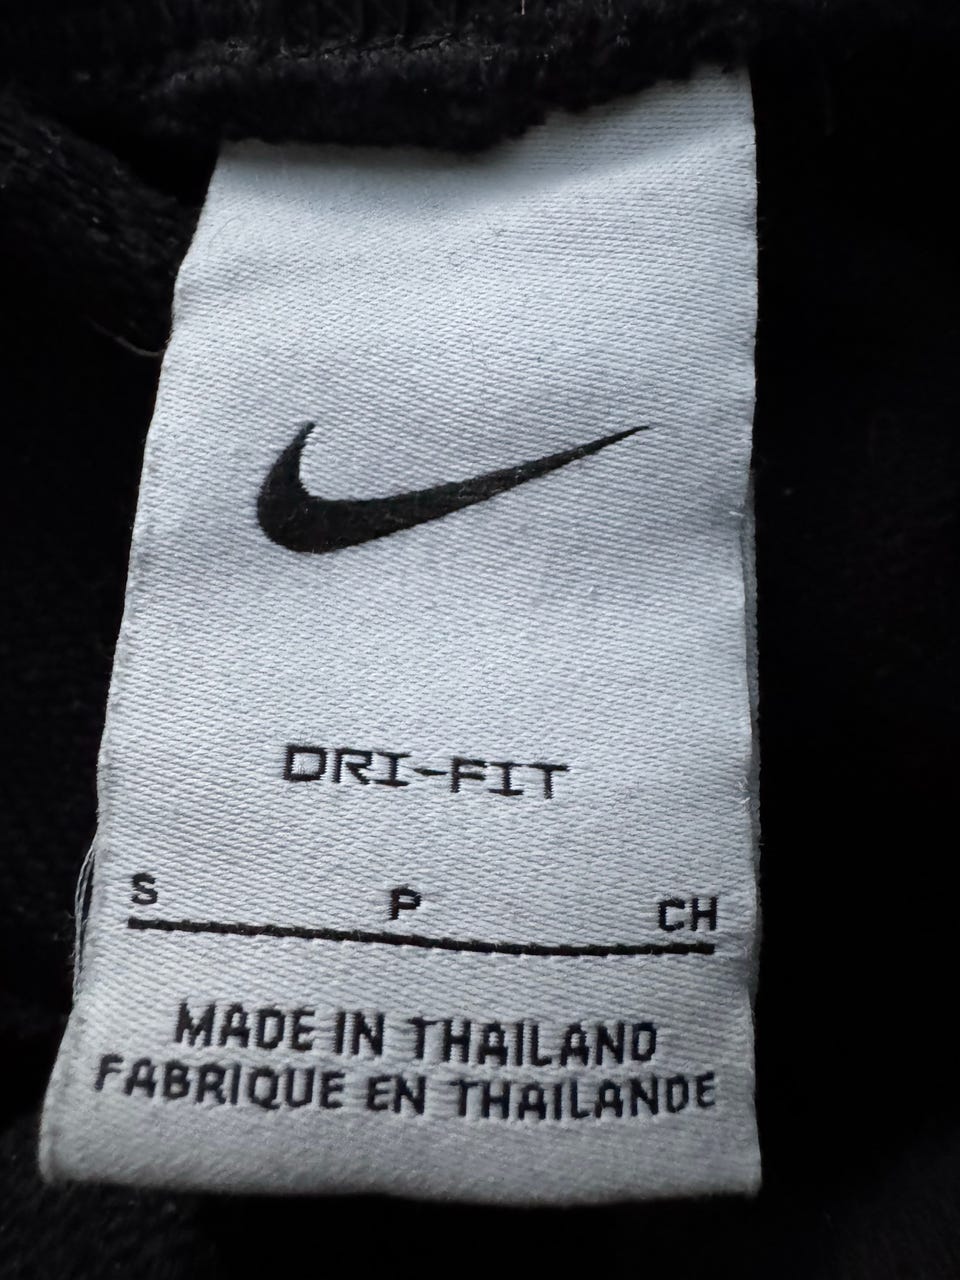 DRI-FIT
S P CH
MADE IN THAILAND
FABRIQUE EN THAILANDE